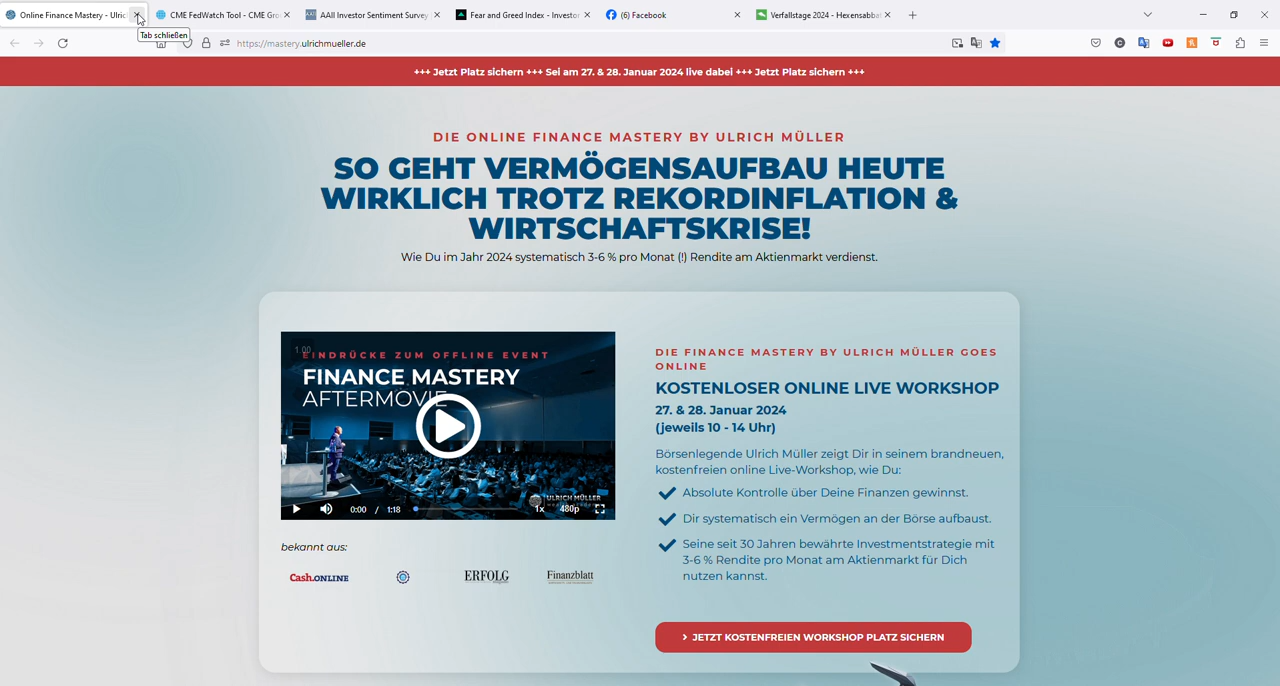 Online Finance Mastery - Ulric
CME FedWatch Tool - CME Gro
AAII Investor Sentiment Survey
Fear and Greed Index - Investor
(6) Facebook
Verfallstage 2024 - Hexensabbat
Tab schließen
https://mastery.ulrichmueller.de
+++ Jetzt Platz sichern +++ Sei am 27. & 28. Januar 2024 live dabei +++ Jetzt Platz sichern +++
DIE ONLINE FINANCE MASTERY BY ULRICH MÜLLER
SO GEHT VERMÖGENSAUFBAU HEUTE
WIRKLICH TROTZ REKORDINFLATION &
WIRTSCHAFTSKRISE!
Wie Du im Jahr 2024 systematisch 3-6 % pro Monat (!) Rendite am Aktienmarkt verdienst.
1.00
EINDRÜCKE ZUM OFFLINE EVENT
FINANCE MASTERY
AFTERMOVIE
ULRICH MÜLLER
0:00 / 1:18
1x 480p
bekannt aus:
Cash.ONLINE
ERFOLG
Finanzblatt
DIE FINANCE MASTERY BY ULRICH MÜLLER GOES
ONLINE
KOSTENLOSER ONLINE LIVE WORKSHOP
27. & 28. Januar 2024
(jeweils 10 - 14 Uhr)
Börsenlegende Ulrich Müller zeigt Dir in seinem brandneuen,
kostenfreien online Live-Workshop, wie Du:
Absolute Kontrolle über Deine Finanzen gewinnst.
Dir systematisch ein Vermögen an der Börse aufbaust.
Seine seit 30 Jahren bewährte Investmentstrategie mit
3-6 % Rendite pro Monat am Aktienmarkt für Dich
nutzen kannst.
JETZT KOSTENFREIEN WORKSHOP PLATZ SICHERN